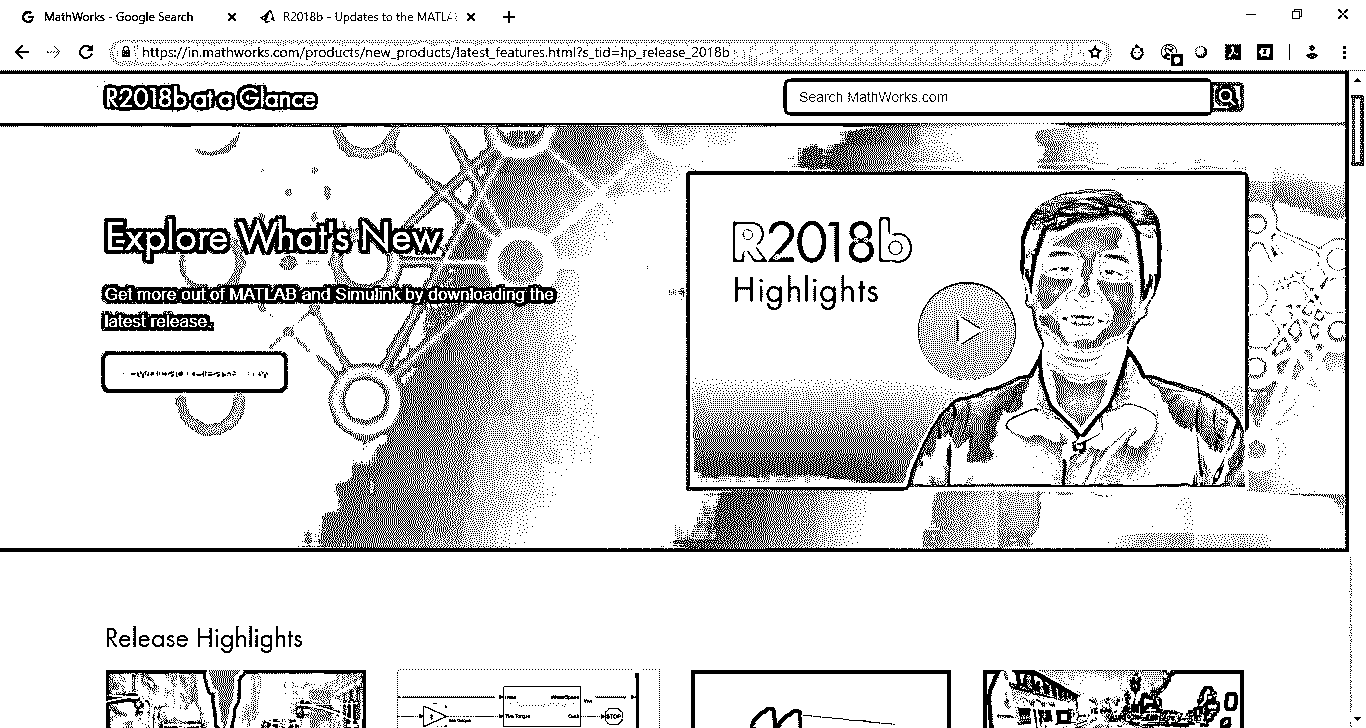 MathWorks - Google Search
R2018b - Updates to the MATLA
https://in.mathworks.com/products/new_products/latest_features.html?s_tid=hp_release_2018b
R2018b at a Glance
Search MathWorks.com
Explore What's New
Get more out of MATLAB and Simulink by downloading the
latest release.
R2018b
Highlights
Release Highlights
STOP